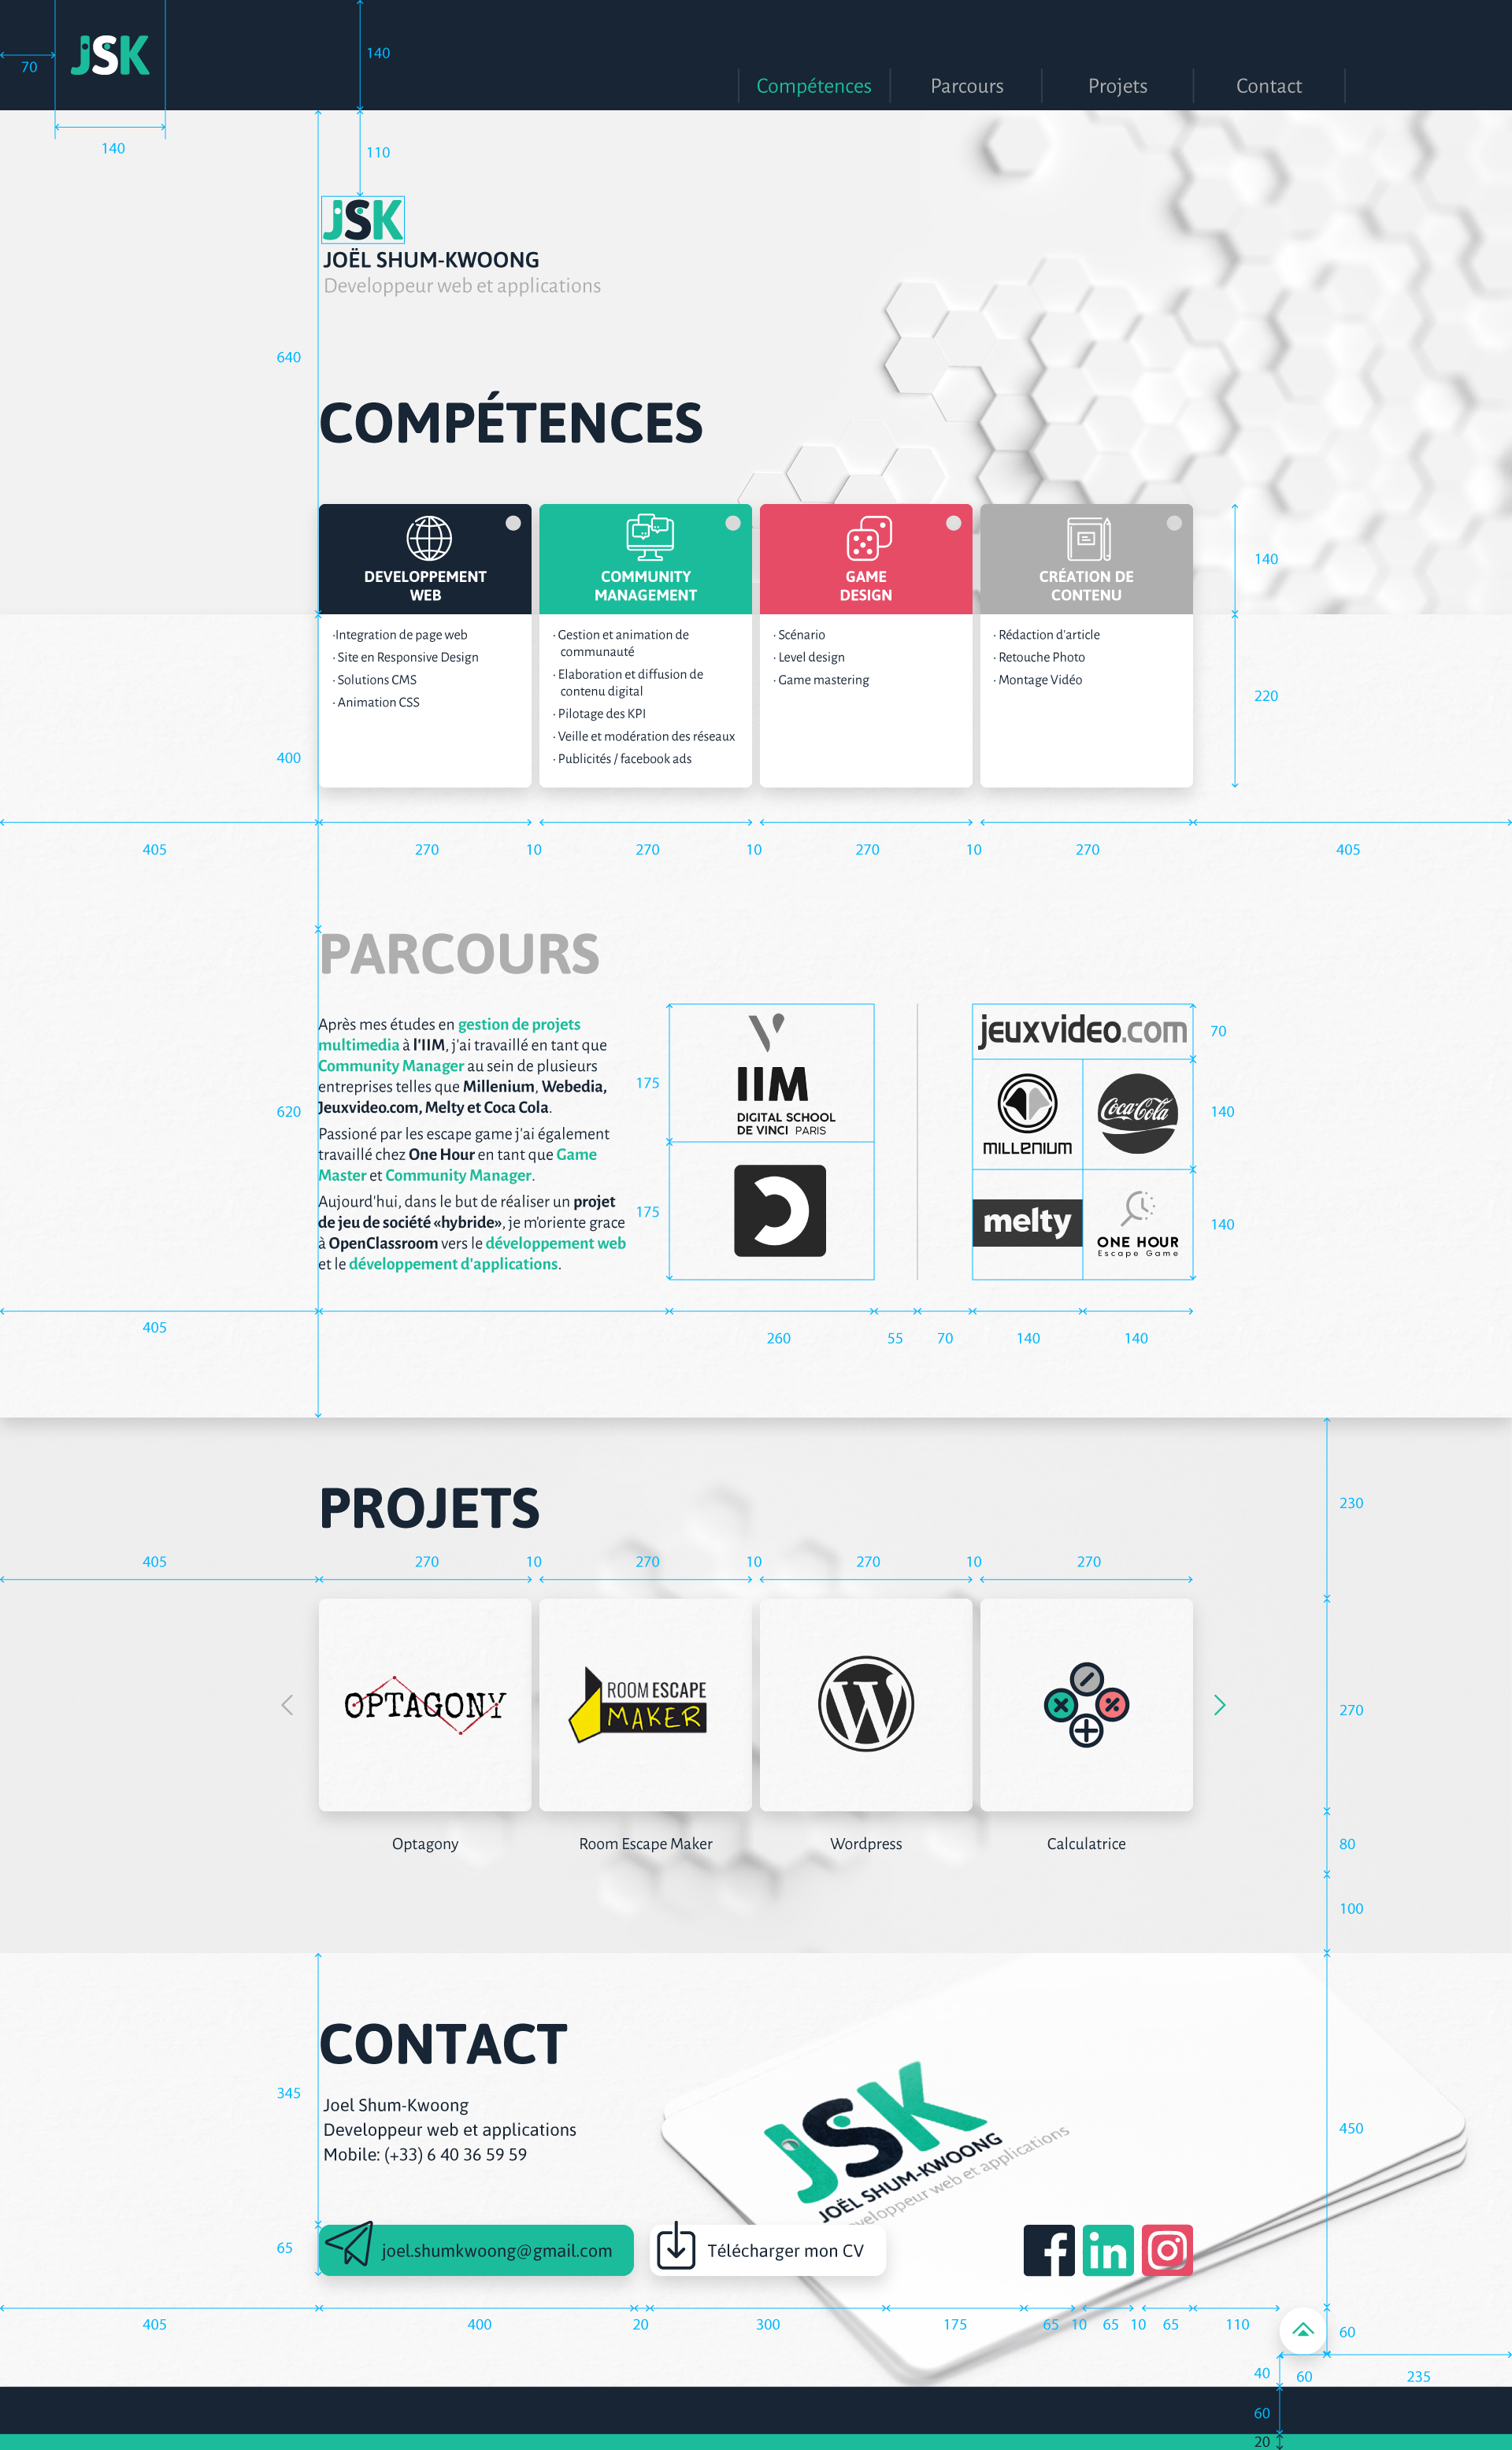 JSK
70
140
140
Compétences
Parcours
Projets
Contact
110
JSK
JOËL SHUM-KWOONG
Developpeur web et applications
640
COMPÉTENCES
DEVELOPPEMENT
WEB
·Integration de page web
· Site en Responsive Design
· Solutions CMS
· Animation CSS
COMMUNITY
MANAGEMENT
· Gestion et animation de
communauté
· Elaboration et diffusion de
contenu digital
· Pilotage des KPI
· Veille et modération des réseaux
· Publicités / facebook ads
GAME
DESIGN
· Scénario
· Level design
· Game mastering
CRÉATION DE
CONTENU
· Rédaction d'article
· Retouche Photo
· Montage Vidéo
140
220
400
405
270
10
270
10
270
10
270
405
PARCOURS
Après mes études en gestion de projets
multimedia à l'IIM, j'ai travaillé en tant que
Community Manager au sein de plusieurs
entreprises telles que Millenium, Webedia,
Jeuxvideo.com, Melty et Coca Cola.
Passioné par les escape game j'ai également
travaillé chez One Hour en tant que Game
Master et Community Manager.
Aujourd'hui, dans le but de réaliser un projet
de jeu de société «hybride», je m'oriente grace
à OpenClassroom vers le développement web
et le développement d'applications.
620
175
175
IIM
DIGITAL SCHOOL
DE VINCI PARIS
jeuxvideo.com
MILLENIUM
Coca-Cola
melty
ONE HOUR
Escape Game
70
140
140
405
260
55
70
140
140
PROJETS
230
405
270
10
270
10
270
10
270
OPTAGONY
ROOM ESCAPE
MAKER
W
270
Optagony
Room Escape Maker
Wordpress
Calculatrice
80
100
CONTACT
345
Joel Shum-Kwoong
Developpeur web et applications
Mobile: (+33) 6 40 36 59 59
JSK
JOËL SHUM-KWOONG
eveloppeur web et applications
450
65
joel.shumkwoong@gmail.com
Télécharger mon CV
f
in
405
400
20
300
175
65
10
65
10
65
110
60
40
60
235
60
20